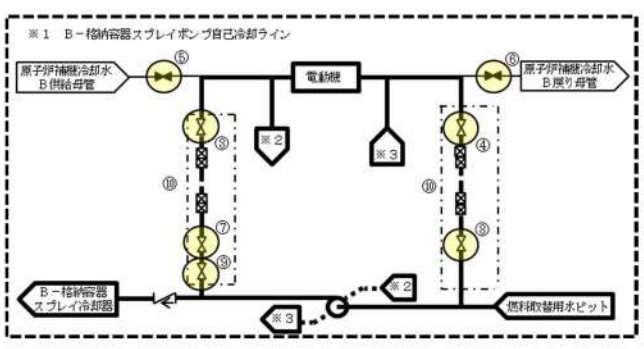 ※1 B－格納容器スプレイポンプ自己冷却ライン
⑤
⑥
原子炉補機冷却水
B供給母管
電動機
原子炉補機冷却水
B戻り母管
③
※2
※3
④
⑩
⑩
⑦
⑧
⑨
B－格納容器
スプレイ冷却器
※2
※3
燃料取替用水ピット